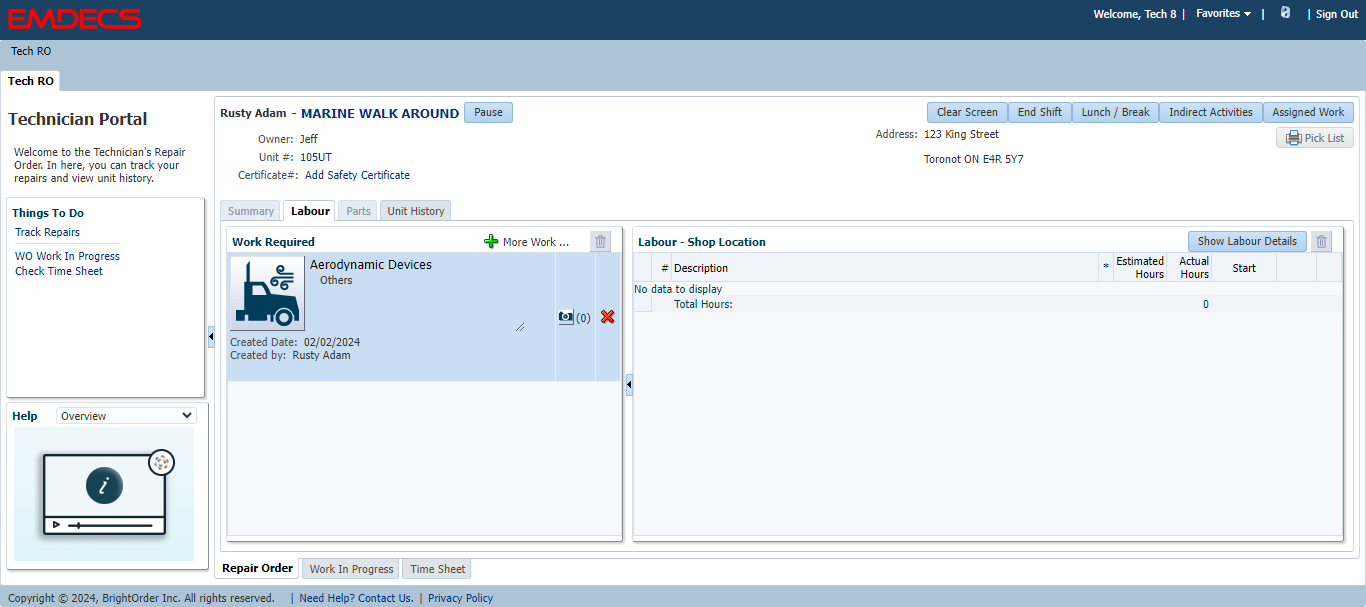 EMDECS
Welcome, Tech 8 | Favorites | | Sign Out
Tech RO
Tech RO
Technician Portal
Welcome to the Technician's Repair
Order. In here, you can track your
repairs and view unit history.
Things To Do
Track Repairs
WO Work In Progress
Check Time Sheet
Help Overview
i
Rusty Adam - MARINE WALK AROUND Pause
Clear Screen End Shift Lunch / Break Indirect Activities Assigned Work
Owner: Jeff
Unit #: 105UT
Certificate#: Add Safety Certificate
Address: 123 King Street
Toronot ON E4R 5Y7
Pick List
Summary Labour Parts Unit History
Work Required More Work ...
Aerodynamic Devices
Others
(0)
Created Date: 02/02/2024
Created by: Rusty Adam
Labour - Shop Location Show Labour Details
# Description * Estimated Hours Actual Hours Start
No data to display
Total Hours: 0
Repair Order Work In Progress Time Sheet
Copyright © 2024, BrightOrder Inc. All rights reserved. | Need Help? Contact Us. | Privacy Policy